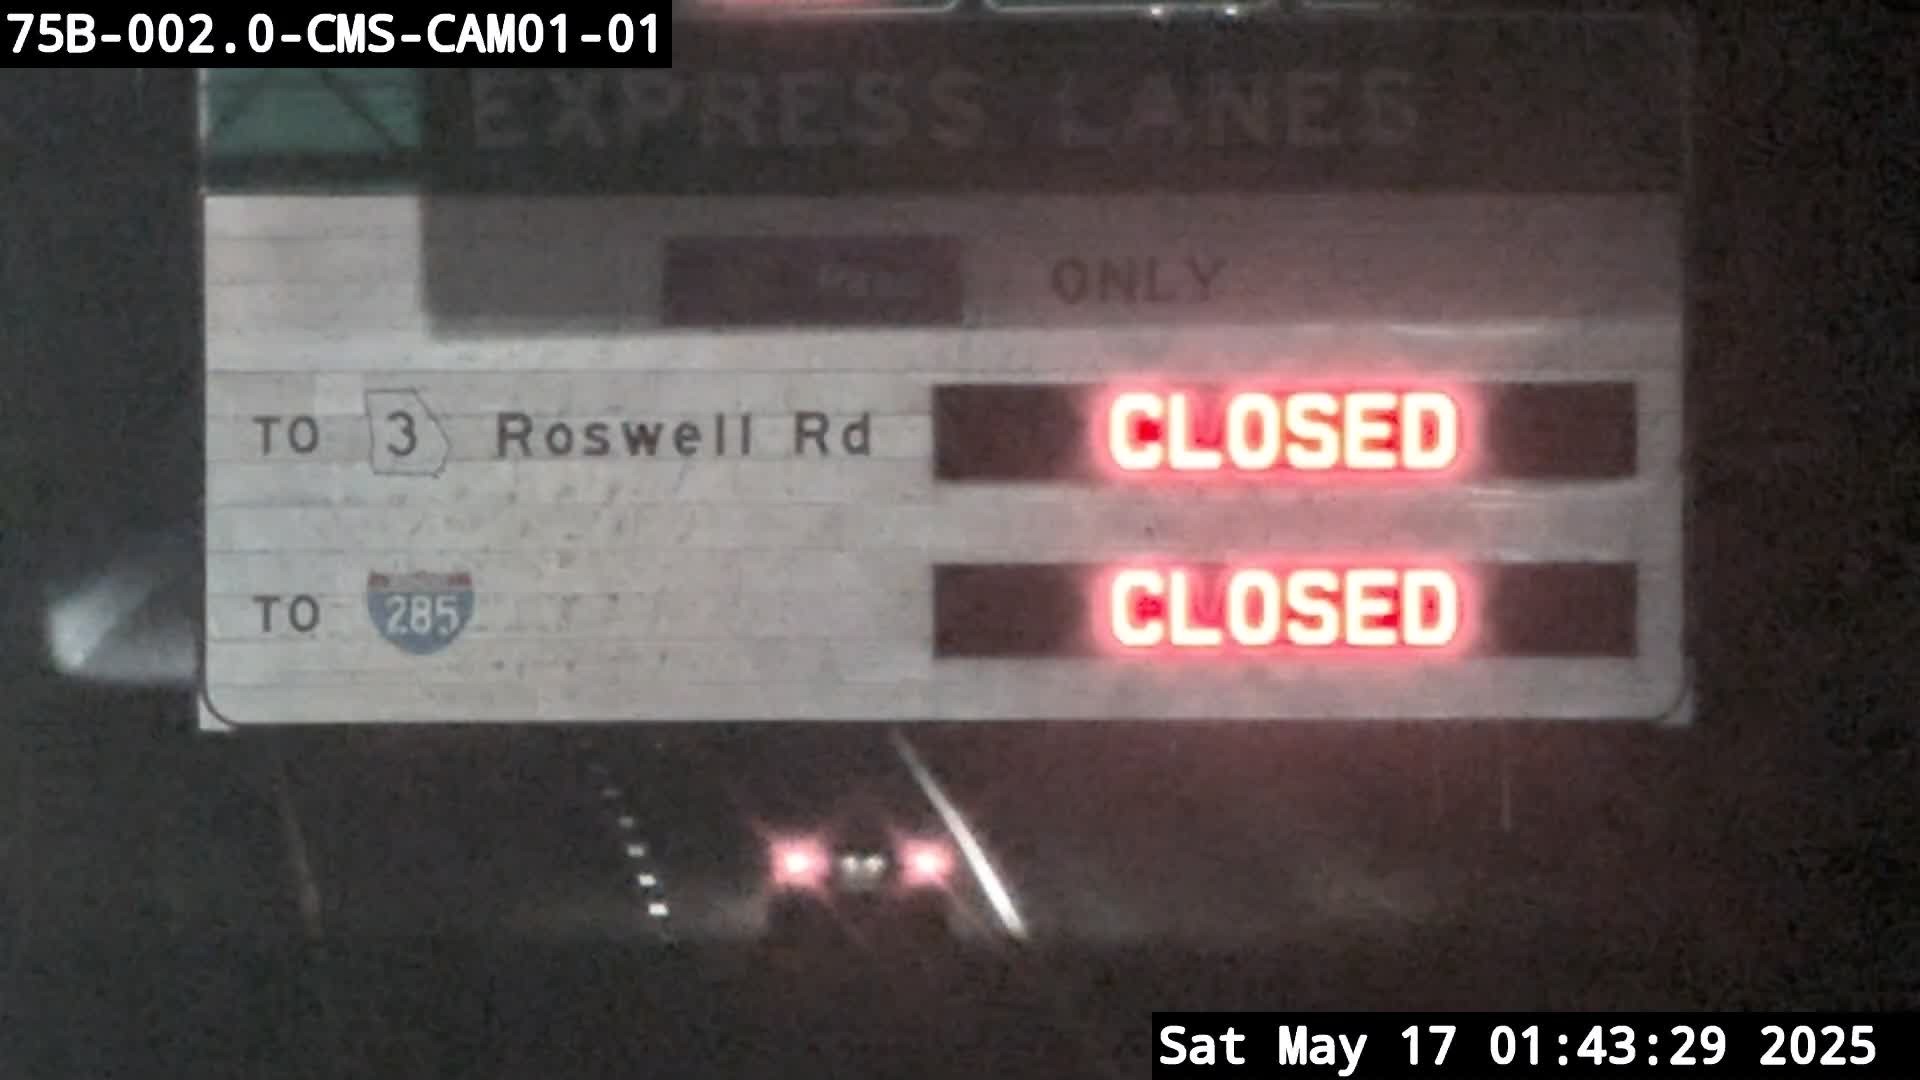 75B-002.0-CMS-CAM01-01
EXPRESS LANES
ONLY
TO 3 Roswell Rd CLOSED
TO 285 CLOSED
Sat May 17 01:43:29 2025